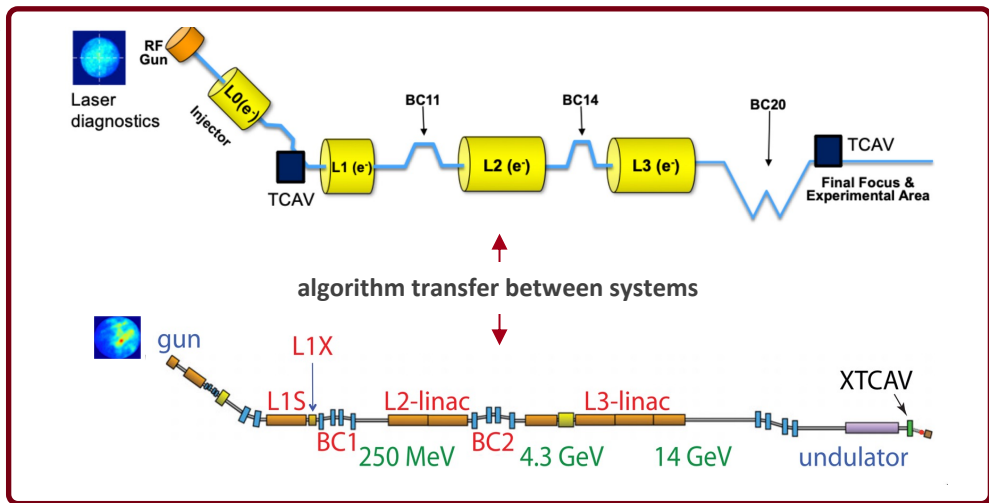 RF
Gun
Laser
diagnostics
L0(e-)
Injector
TCAV
L1 (e-)
BC11
L2 (e-)
BC14
L3 (e-)
BC20
TCAV
Final Focus &
Experimental Area
algorithm transfer between systems
gun
L1X
L1S
BC1
L2-linac
250 MeV
BC2
L3-linac
4.3 GeV
14 GeV
XTCAV
undulator